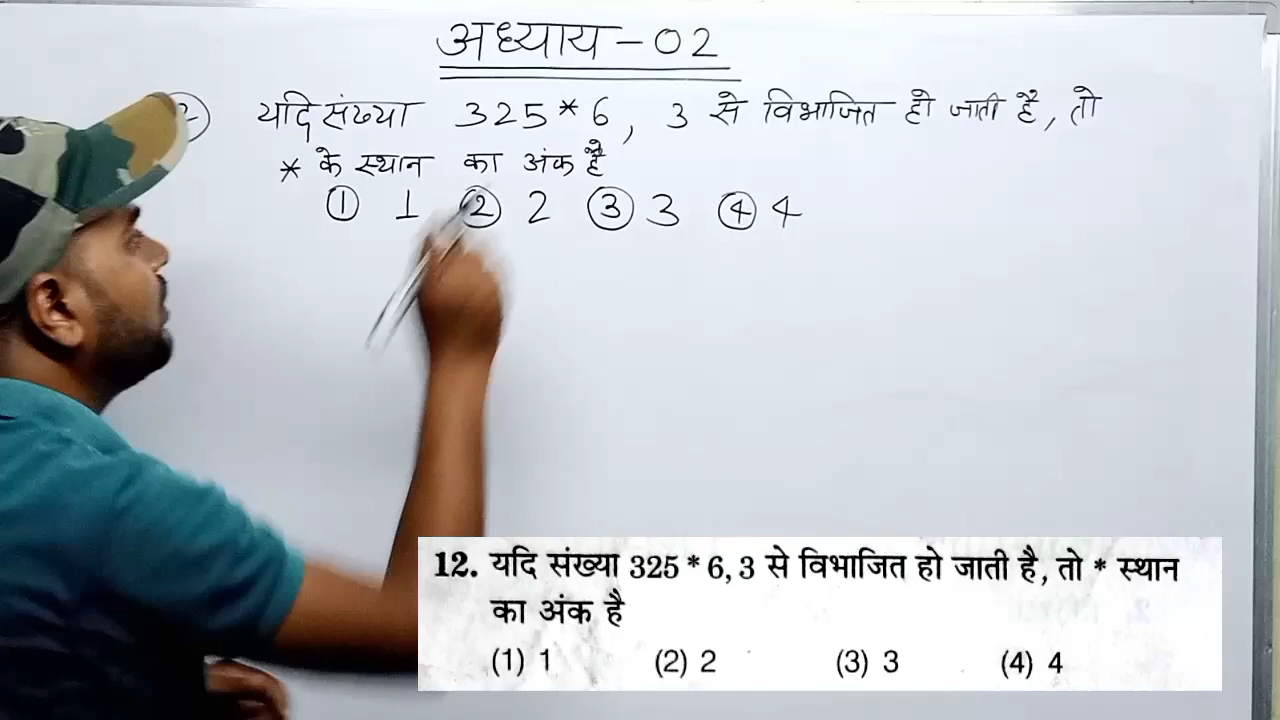 अध्याय - 02
यदि संख्या 325*6, 3 से विभाजित हो जाती है, तो
* के स्थान का अंक है
① 1 ② 2 ③ 3 ④ 4
12. यदि संख्या 325 * 6, 3 से विभाजित हो जाती है, तो * स्थान
का अंक है
(1) 1 (2) 2 (3) 3 (4) 4